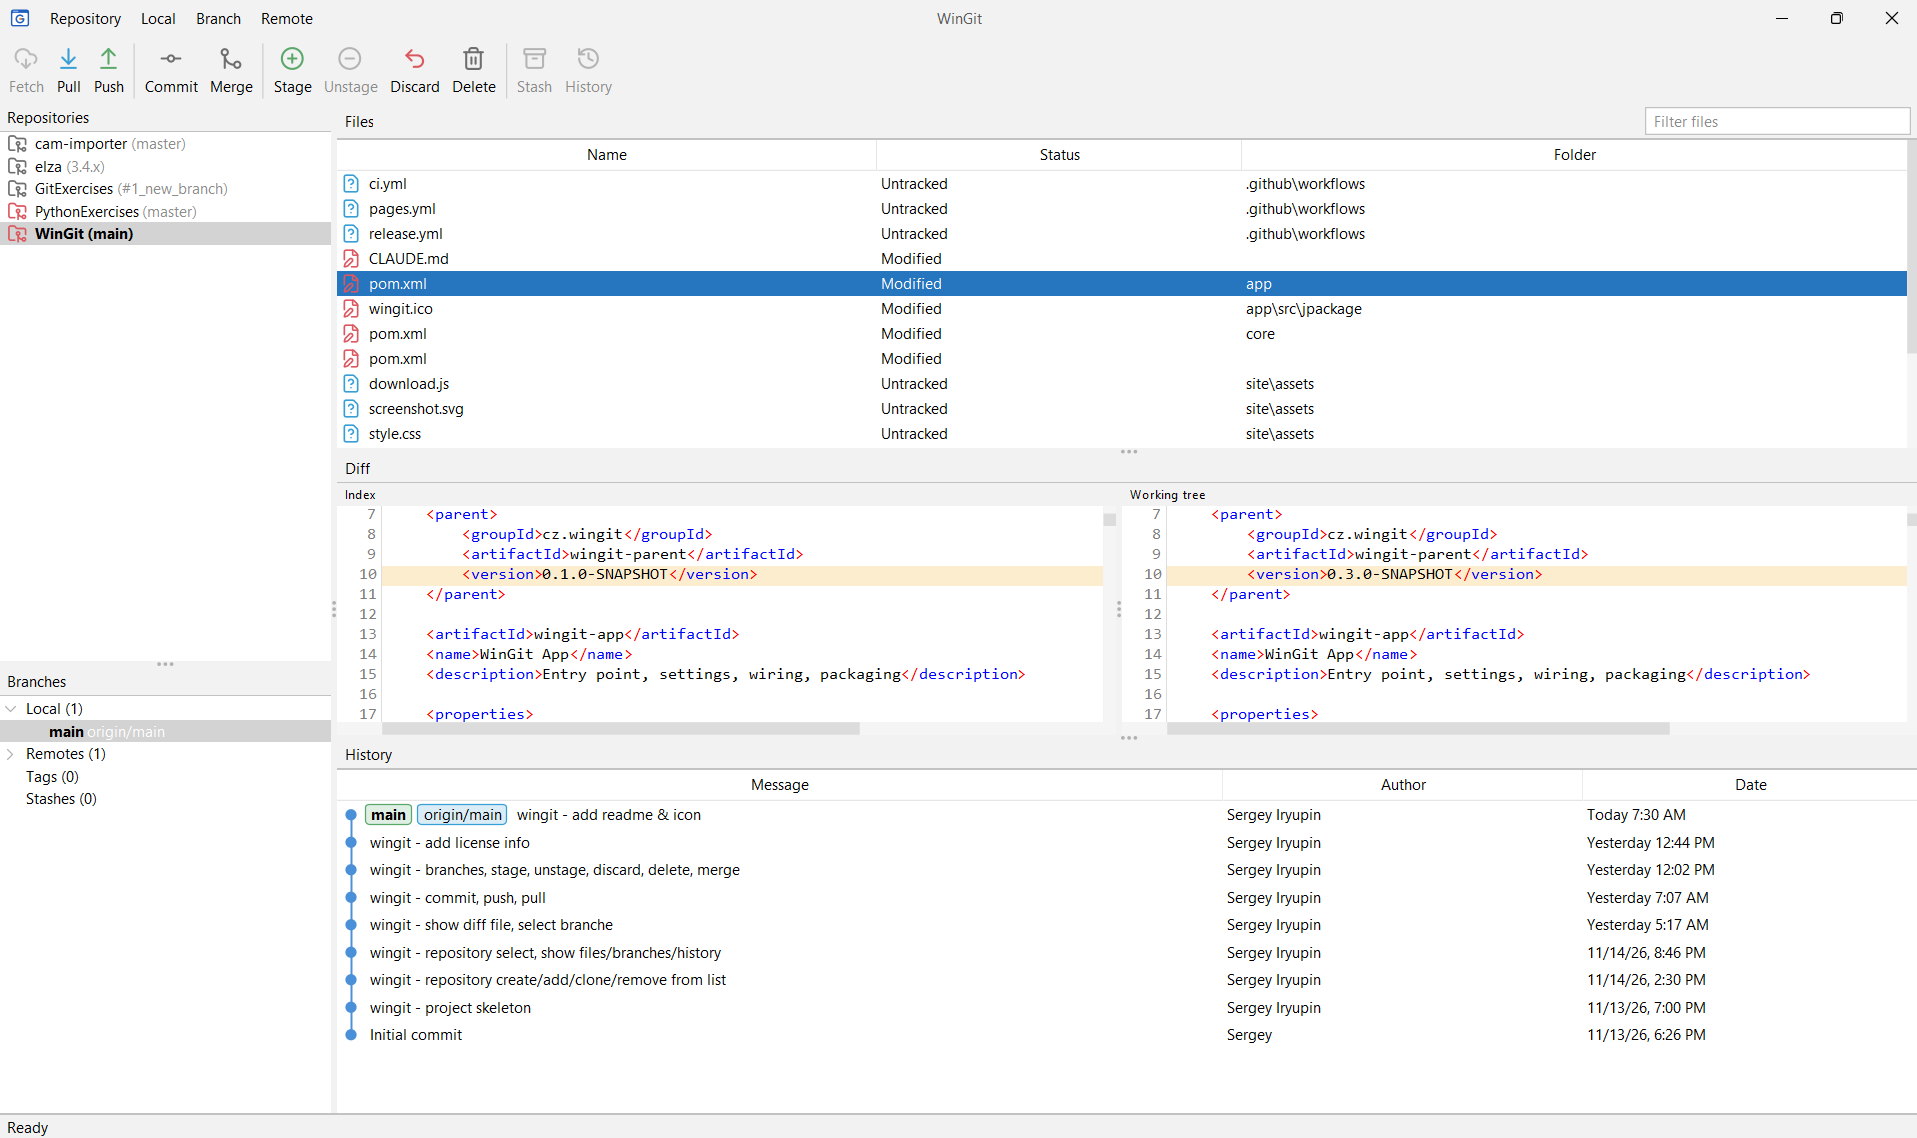 Repository Local Branch Remote WinGit
Fetch Pull Push Commit Merge Stage Unstage Discard Delete Stash History
Repositories
cam-importer (master)
elza (3.4.x)
GitExercises (#1_new_branch)
PythonExercises (master)
WinGit (main)
Branches
Local (1)
main origin/main
Remotes (1)
Tags (0)
Stashes (0)
Files Filter files
Name Status Folder
ci.yml Untracked .github\workflows
pages.yml Untracked .github\workflows
release.yml Untracked .github\workflows
CLAUDE.md Modified
pom.xml Modified app
wingit.ico Modified app\src\jpackage
pom.xml Modified core
pom.xml Modified
download.js Untracked site\assets
screenshot.svg Untracked site\assets
style.css Untracked site\assets
Diff
Index
7 <parent>
8 <groupId>cz.wingit</groupId>
9 <artifactId>wingit-parent</artifactId>
10 <version>0.1.0-SNAPSHOT</version>
11 </parent>
12
13 <artifactId>wingit-app</artifactId>
14 <name>WinGit App</name>
15 <description>Entry point, settings, wiring, packaging</description>
16
17 <properties>
Working tree
7 <parent>
8 <groupId>cz.wingit</groupId>
9 <artifactId>wingit-parent</artifactId>
10 <version>0.3.0-SNAPSHOT</version>
11 </parent>
12
13 <artifactId>wingit-app</artifactId>
14 <name>WinGit App</name>
15 <description>Entry point, settings, wiring, packaging</description>
16
17 <properties>
History
Message Author Date
main origin/main wingit - add readme & icon Sergey Iryupin Today 7:30 AM
wingit - add license info Sergey Iryupin Yesterday 12:44 PM
wingit - branches, stage, unstage, discard, delete, merge Sergey Iryupin Yesterday 12:02 PM
wingit - commit, push, pull Sergey Iryupin Yesterday 7:07 AM
wingit - show diff file, select branche Sergey Iryupin Yesterday 5:17 AM
wingit - repository select, show files/branches/history Sergey Iryupin 11/14/26, 8:46 PM
wingit - repository create/add/clone/remove from list Sergey Iryupin 11/14/26, 2:30 PM
wingit - project skeleton Sergey Iryupin 11/13/26, 7:00 PM
Initial commit Sergey 11/13/26, 6:26 PM
Ready